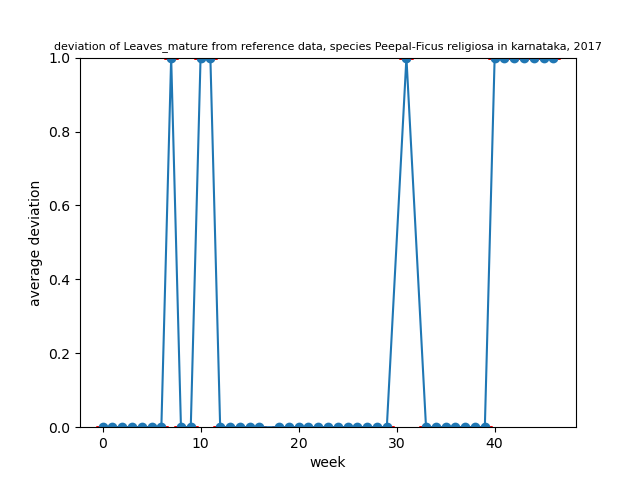 deviation of Leaves_mature from reference data, species Peepal-Ficus religiosa in karnataka, 2017
1.0
0.8
0.6
0.4
0.2
0.0
average deviation
0 10 20 30 40
week